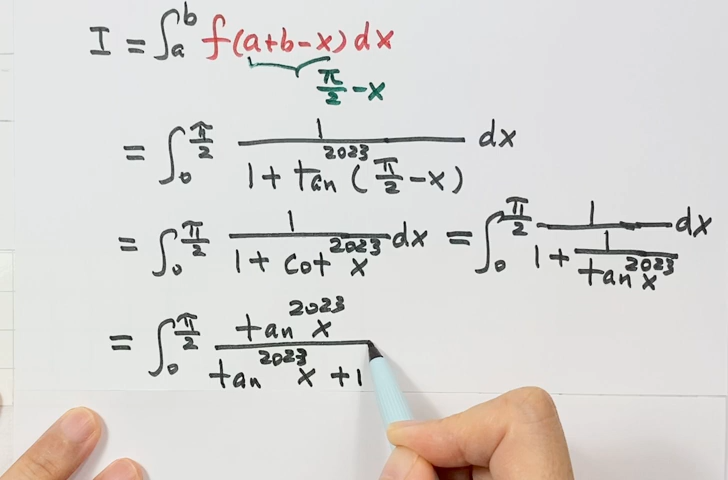 I = ∫_a^b f(a+b-x) dx
π/2 - x
= ∫_0^{π/2} 1/(1 + tan^{2023}(π/2 - x)) dx
= ∫_0^{π/2} 1/(1 + cot^{2023} x) dx = ∫_0^{π/2} 1/(1 + 1/(tan^{2023} x)) dx
= ∫_0^{π/2} tan^{2023} x/(tan^{2023} x + 1)